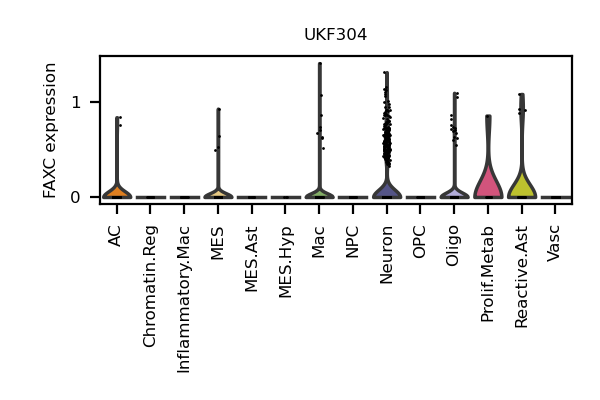 UKF304
FAXC expression
1
0
AC
Chromatin.Reg
Inflammatory.Mac
MES
MES.Ast
MES.Hyp
Mac
NPC
Neuron
OPC
Oligo
Prolif.Metab
Reactive.Ast
Vasc